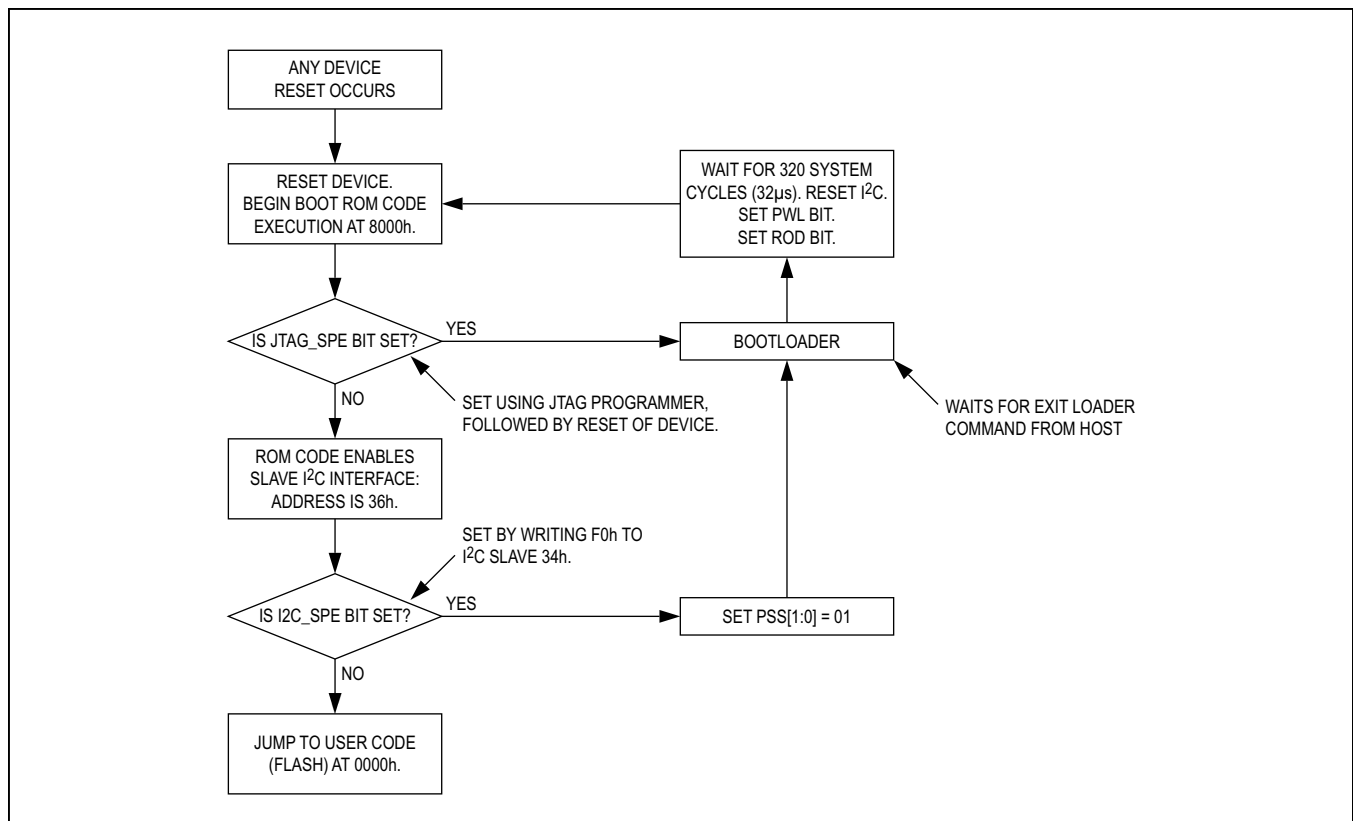 ANY DEVICE
RESET OCCURS
RESET DEVICE.
BEGIN BOOT ROM CODE
EXECUTION AT 8000h.
WAIT FOR 320 SYSTEM
CYCLES (32µs). RESET I²C.
SET PWL BIT.
SET ROD BIT.
IS JTAG_SPE BIT SET?
YES
BOOTLOADER
NO
SET USING JTAG PROGRAMMER,
FOLLOWED BY RESET OF DEVICE.
WAITS FOR EXIT LOADER
COMMAND FROM HOST
ROM CODE ENABLES
SLAVE I²C INTERFACE:
ADDRESS IS 36h.
SET BY WRITING F0h TO
I²C SLAVE 34h.
IS I2C_SPE BIT SET?
YES
SET PSS[1:0] = 01
NO
JUMP TO USER CODE
(FLASH) AT 0000h.